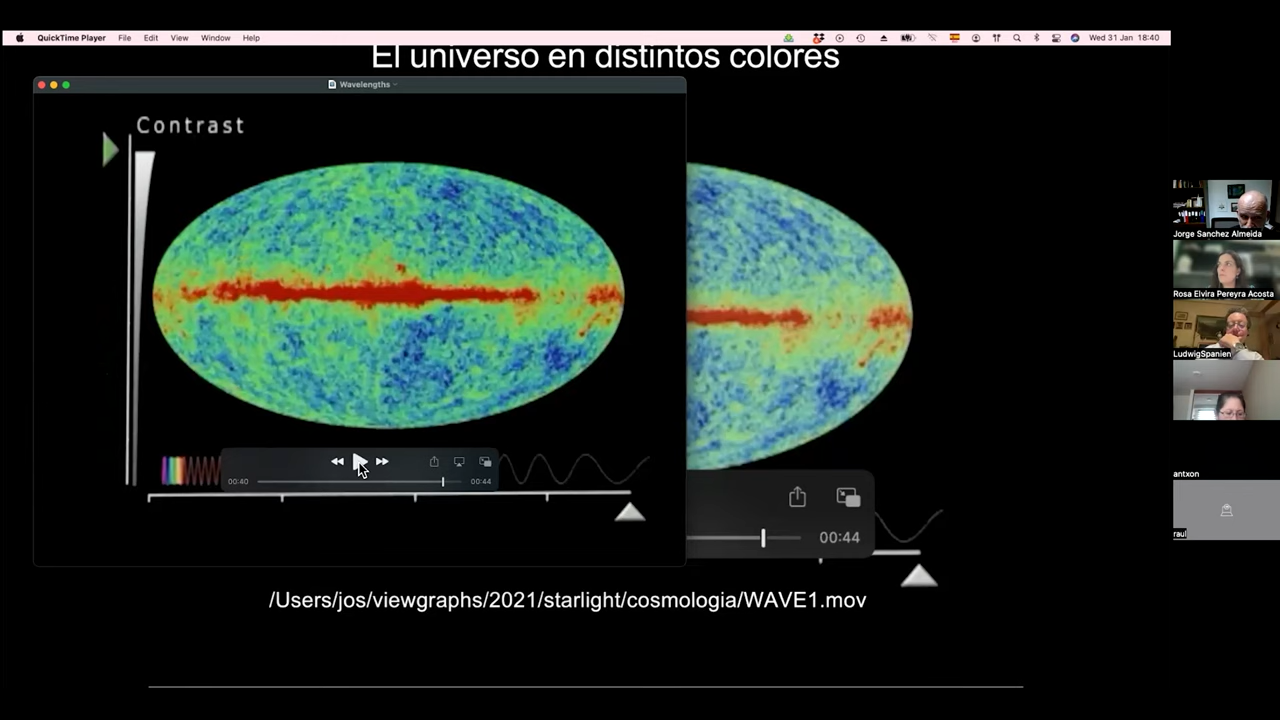 QuickTime Player File Edit View Window Help Wed 31 Jan 18:40
El universo en distintos colores
Wavelengths
Contrast
00:40 00:44
00:44
/Users/jos/viewgraphs/2021/starlight/cosmologia/WAVE1.mov
Jorge Sanchez Almeida
Rosa Elvira Pereyra Acosta
LudwigSpanien
antxon
raul